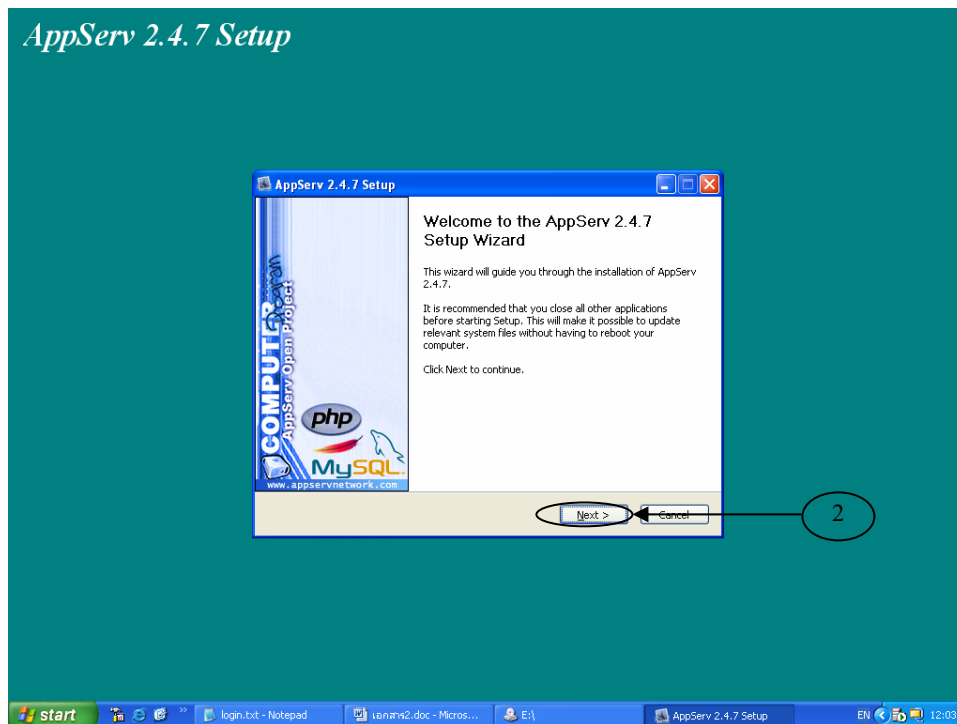 AppServ 2.4.7 Setup
AppServ 2.4.7 Setup
Welcome to the AppServ 2.4.7
Setup Wizard
This wizard will guide you through the installation of AppServ
2.4.7.
It is recommended that you close all other applications
before starting Setup. This will make it possible to update
relevant system files without having to reboot your
computer.
Click Next to continue.
COMPUTER
Program
AppServ Open Project
php
MySQL
www.appservnetwork.com
Next >
Cancel
2
start
login.txt - Notepad
เอกสาร2.doc - Micros...
E:\
AppServ 2.4.7 Setup
EN
12:03